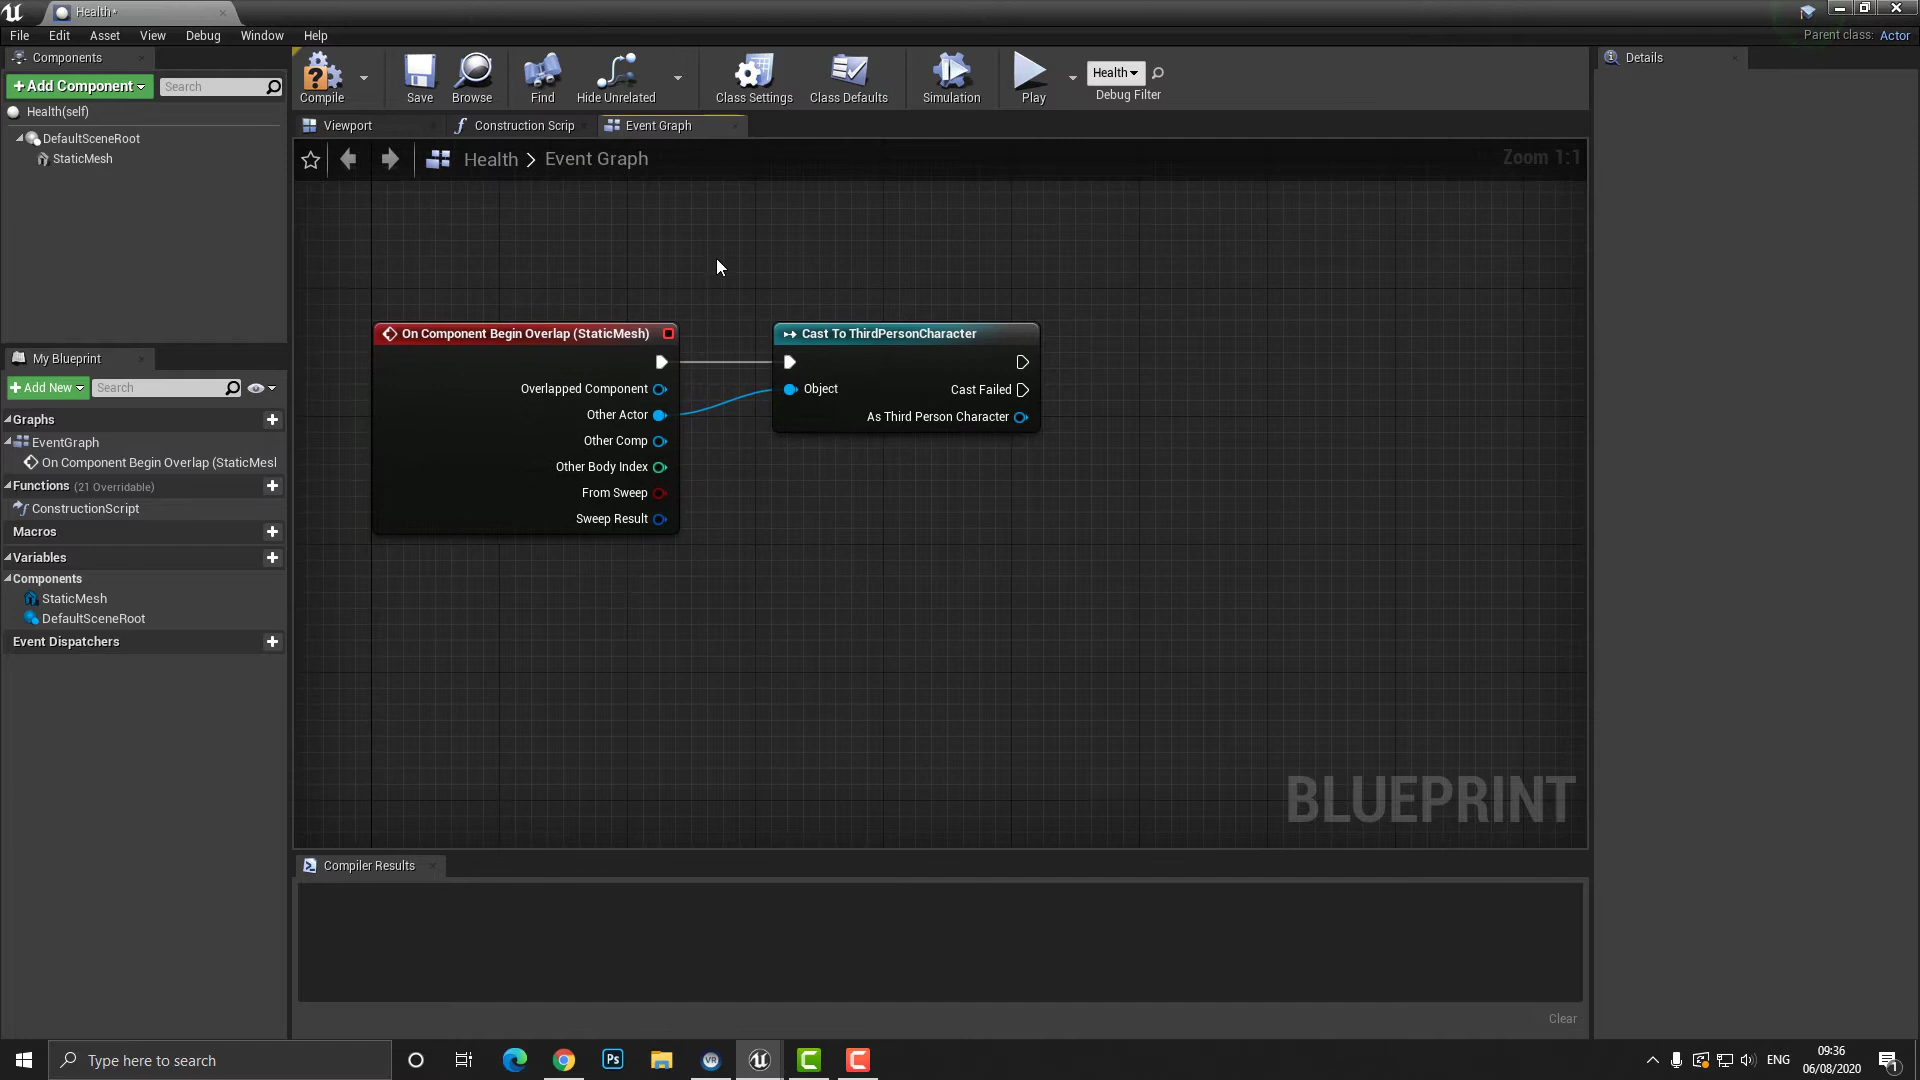 Health*
File Edit Asset View Debug Window Help
Parent class: Actor
Components
+Add Component
Search
Health(self)
DefaultSceneRoot
StaticMesh
Compile
Save
Browse
Find
Hide Unrelated
Class Settings
Class Defaults
Simulation
Play
Health
Debug Filter
Details
Viewport
Construction Scrip
Event Graph
Health > Event Graph
Zoom 1:1
On Component Begin Overlap (StaticMesh)
Overlapped Component
Other Actor
Other Comp
Other Body Index
From Sweep
Sweep Result
Cast To ThirdPersonCharacter
Object
Cast Failed
As Third Person Character
BLUEPRINT
My Blueprint
+Add New
Search
Graphs
EventGraph
On Component Begin Overlap (StaticMesl
Functions (21 Overridable)
ConstructionScript
Macros
Variables
Components
StaticMesh
DefaultSceneRoot
Event Dispatchers
Compiler Results
Clear
Type here to search
Ps
VR
ENG
09:36
06/08/2020
1